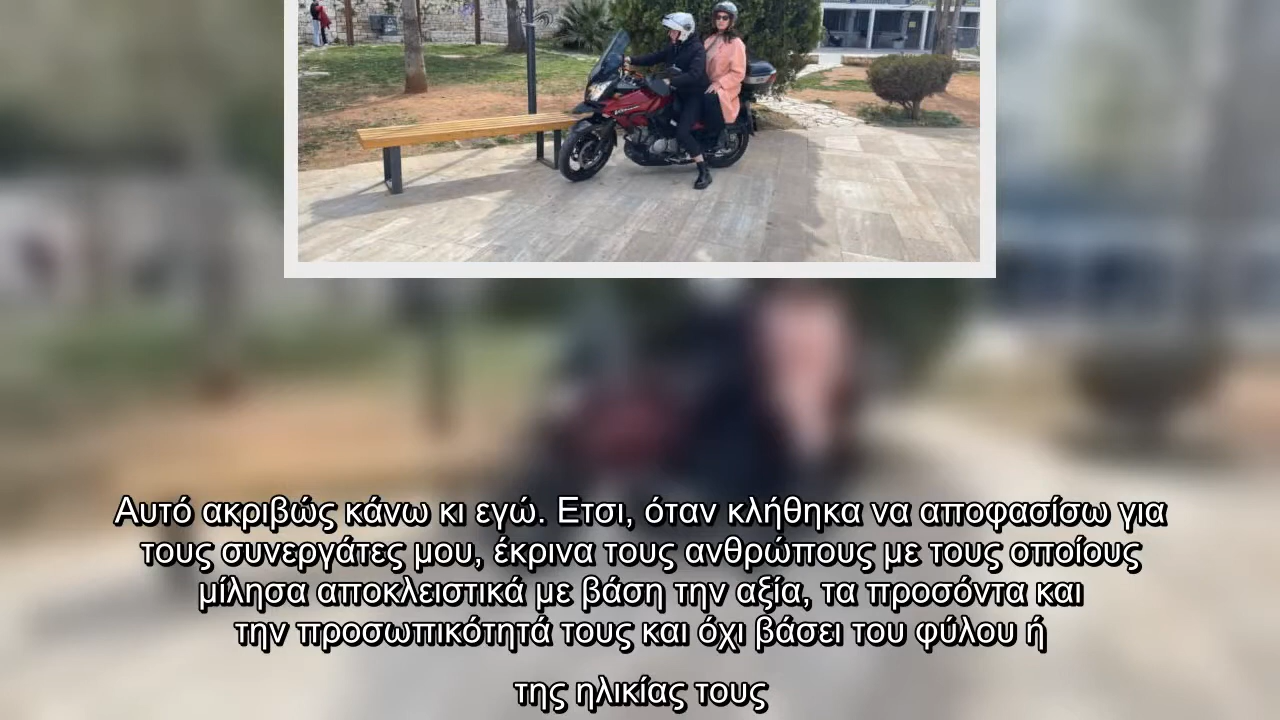 Αυτό ακριβώς κάνω κι εγώ. Ετσι, όταν κλήθηκα να αποφασίσω για
τους συνεργάτες μου, έκρινα τους ανθρώπους με τους οποίους
μίλησα αποκλειστικά με βάση την αξία, τα προσόντα και
την προσωπικότητά τους και όχι βάσει του φύλου ή
της ηλικίας τους